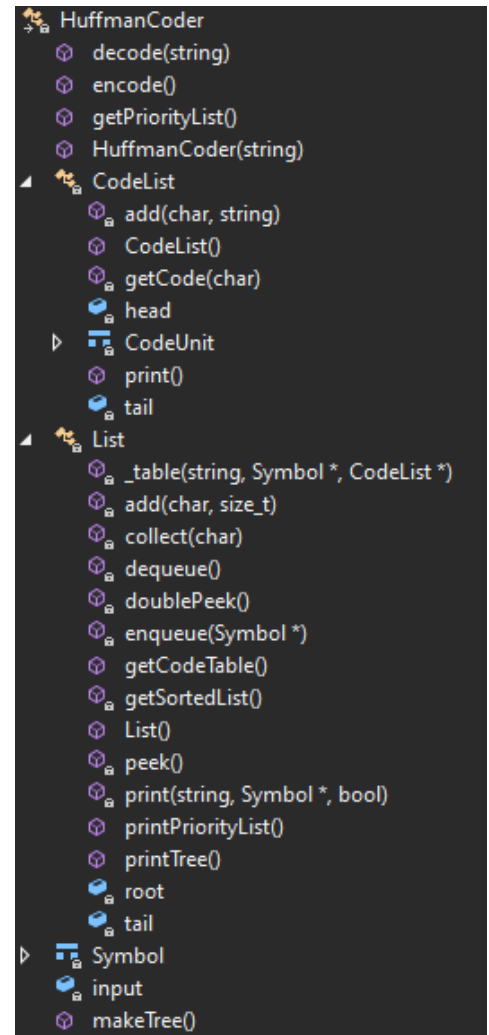 HuffmanCoder
decode(string)
encode()
getPriorityList()
HuffmanCoder(string)
CodeList
add(char, string)
CodeList()
getCode(char)
head
CodeUnit
print()
tail
List
_table(string, Symbol *, CodeList *)
add(char, size_t)
collect(char)
dequeue()
doublePeek()
enqueue(Symbol *)
getCodeTable()
getSortedList()
List()
peek()
print(string, Symbol *, bool)
printPriorityList()
printTree()
root
tail
Symbol
input
makeTree()